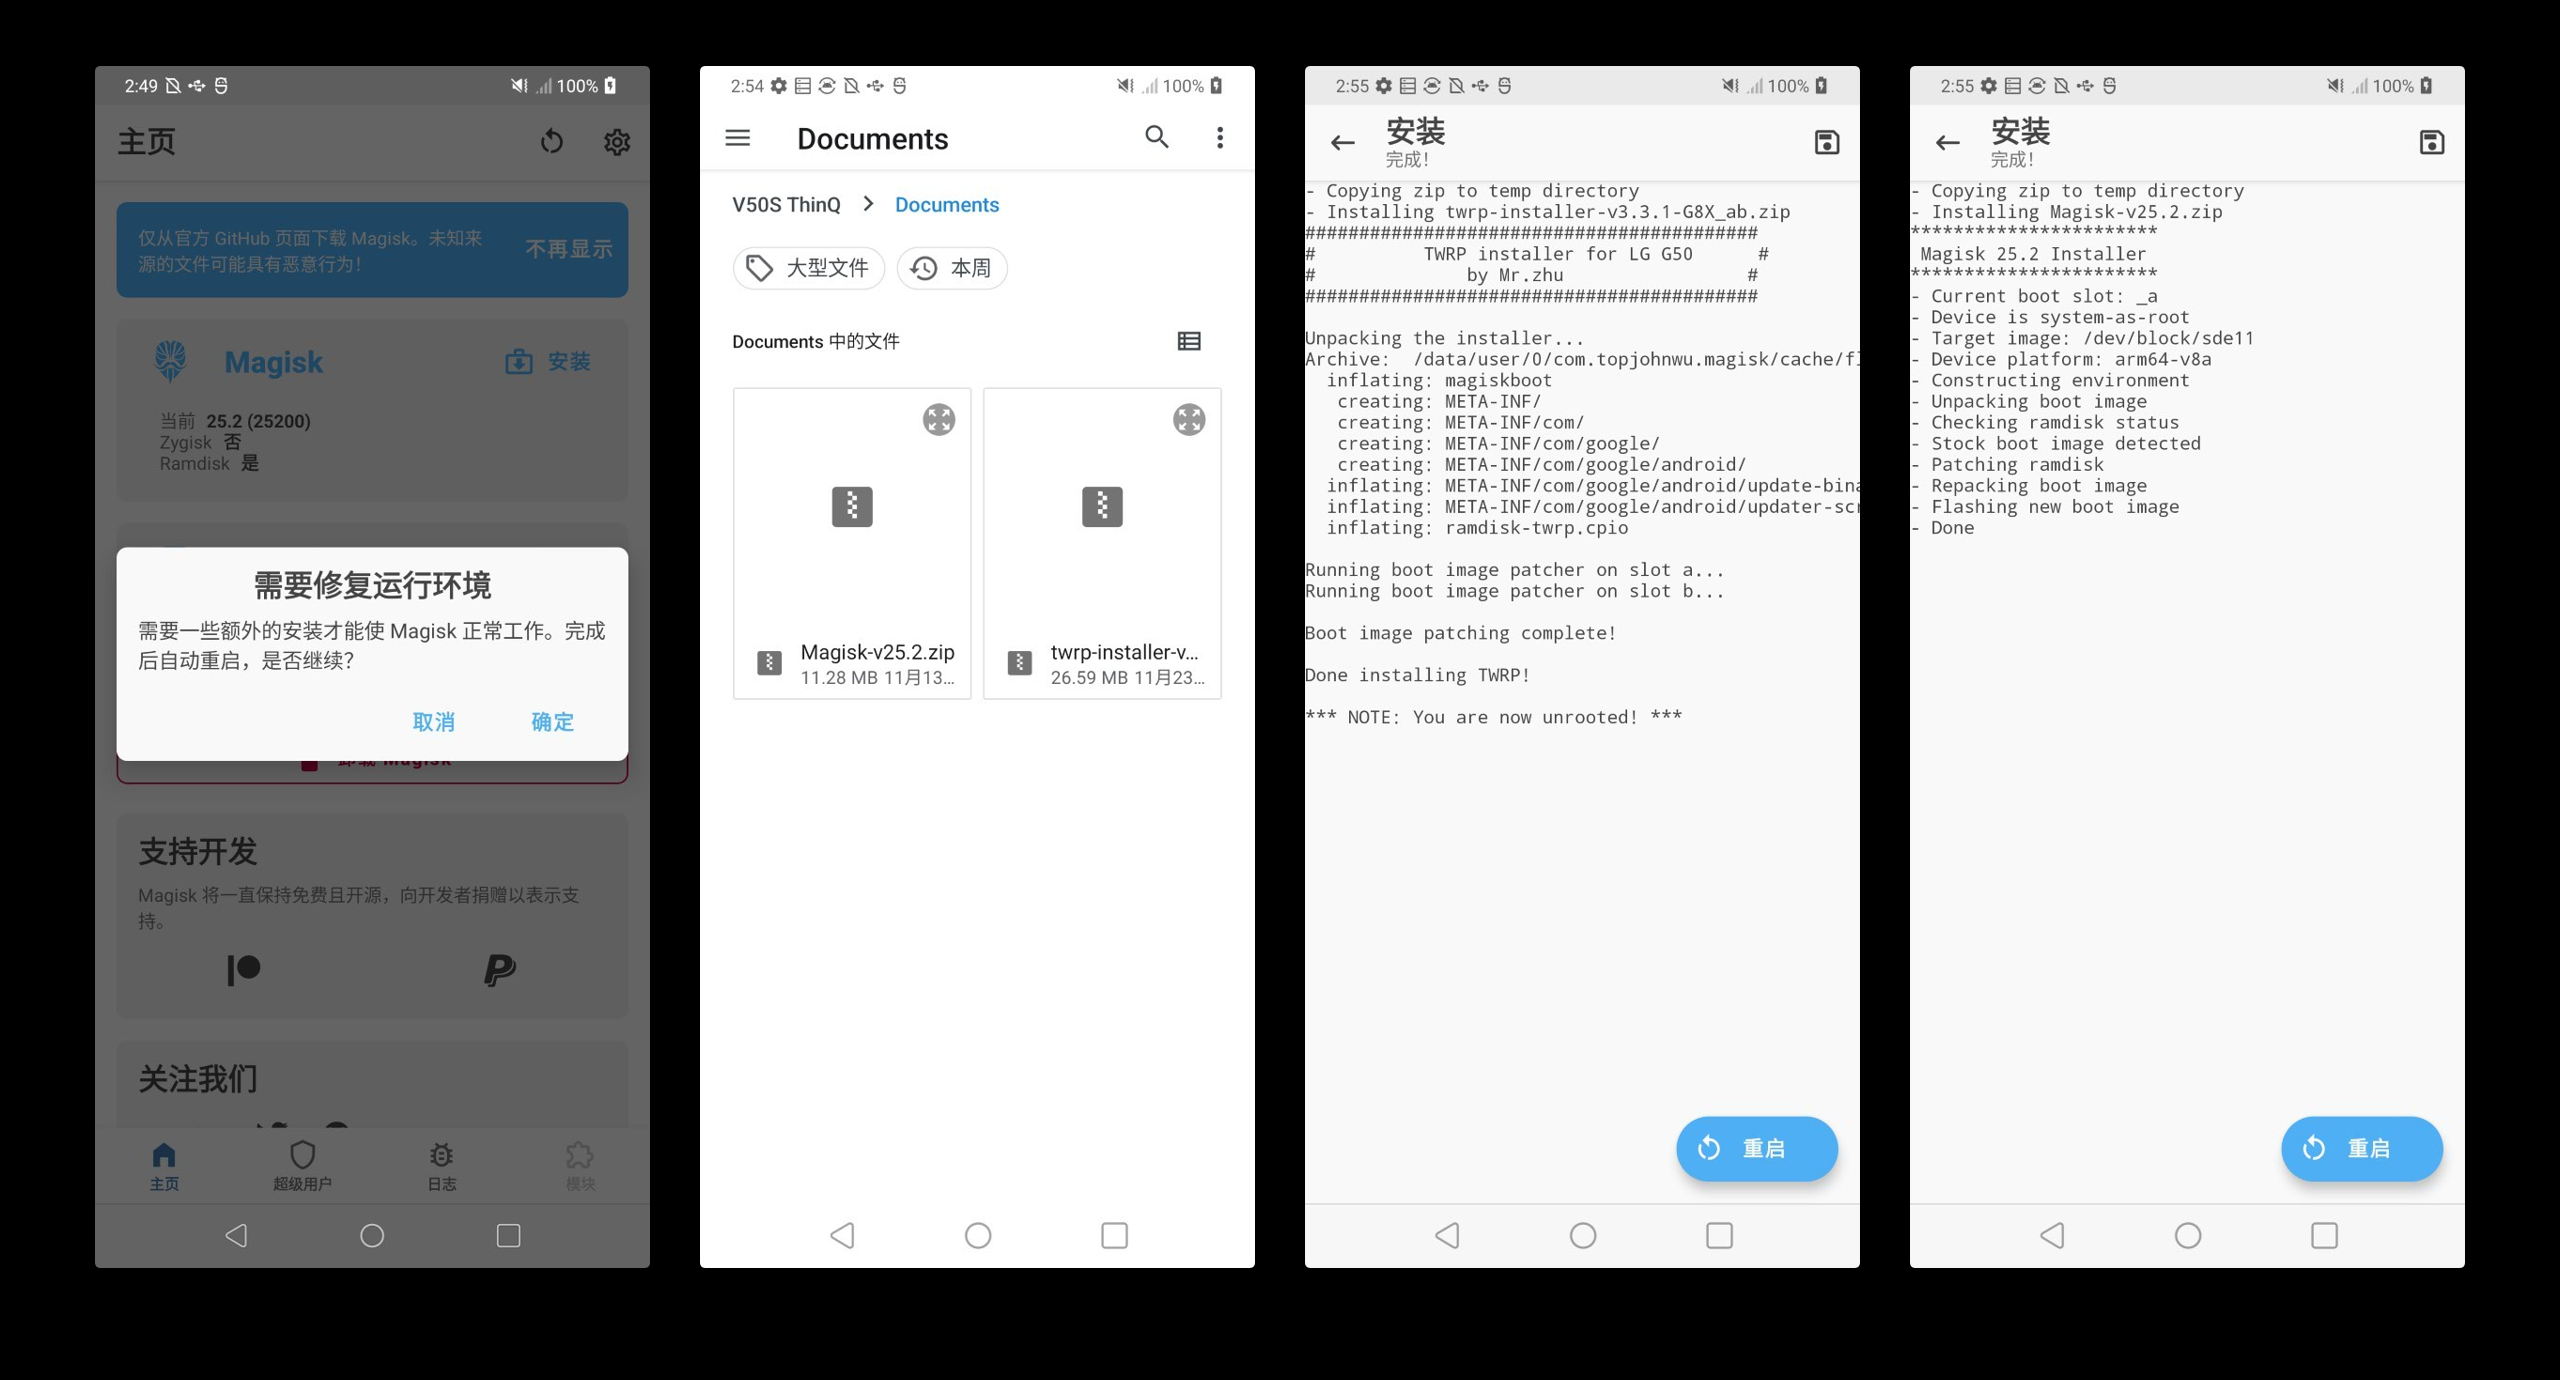 2:49
100%
主页
仅从官方 GitHub 页面下载 Magisk。未知来
源的文件可能具有恶意行为！
不再显示
Magisk
安装
当前 25.2 (25200)
Zygisk 否
Ramdisk 是
需要修复运行环境
需要一些额外的安装才能使 Magisk 正常工作。完成
后自动重启，是否继续？
取消
确定
卸载 Magisk
支持开发
Magisk 将一直保持免费且开源，向开发者捐赠以表示支
持。
关注我们
主页
超级用户
日志
模块
2:54
100%
Documents
V50S ThinQ
Documents
大型文件
本周
Documents 中的文件
Magisk-v25.2.zip
11.28 MB 11月13...
twrp-installer-v...
26.59 MB 11月23...
2:55
100%
安装
完成！
- Copying zip to temp directory
- Installing twrp-installer-v3.3.1-G8X_ab.zip
##########################################
#          TWRP installer for LG G50      #
#              by Mr.zhu                 #
##########################################
Unpacking the installer...
Archive:  /data/user/0/com.topjohnwu.magisk/cache/fl
inflating: magiskboot
creating: META-INF/
creating: META-INF/com/
creating: META-INF/com/google/
creating: META-INF/com/google/android/
inflating: META-INF/com/google/android/update-bina
inflating: META-INF/com/google/android/updater-scr
inflating: ramdisk-twrp.cpio
Running boot image patcher on slot a...
Running boot image patcher on slot b...
Boot image patching complete!
Done installing TWRP!
*** NOTE: You are now unrooted! ***
重启
2:55
100%
安装
完成！
- Copying zip to temp directory
- Installing Magisk-v25.2.zip
***********************
Magisk 25.2 Installer
***********************
- Current boot slot: _a
- Device is system-as-root
- Target image: /dev/block/sde11
- Device platform: arm64-v8a
- Constructing environment
- Unpacking boot image
- Checking ramdisk status
- Stock boot image detected
- Patching ramdisk
- Repacking boot image
- Flashing new boot image
- Done
重启